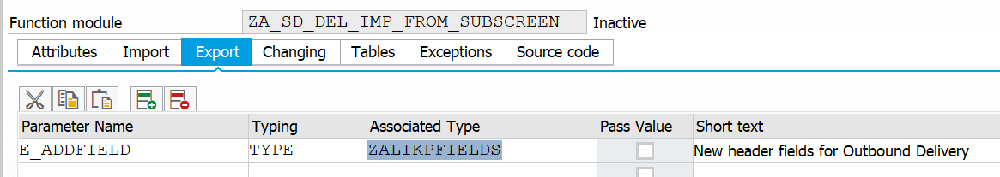 Function module ZA_SD_DEL_IMP_FROM_SUBSCREEN Inactive
Attributes Import Export Changing Tables Exceptions Source code
Parameter Name Typing Associated Type Pass Value Short text
E_ADDFIELD TYPE ZALIKPFIELDS New header fields for Outbound Delivery